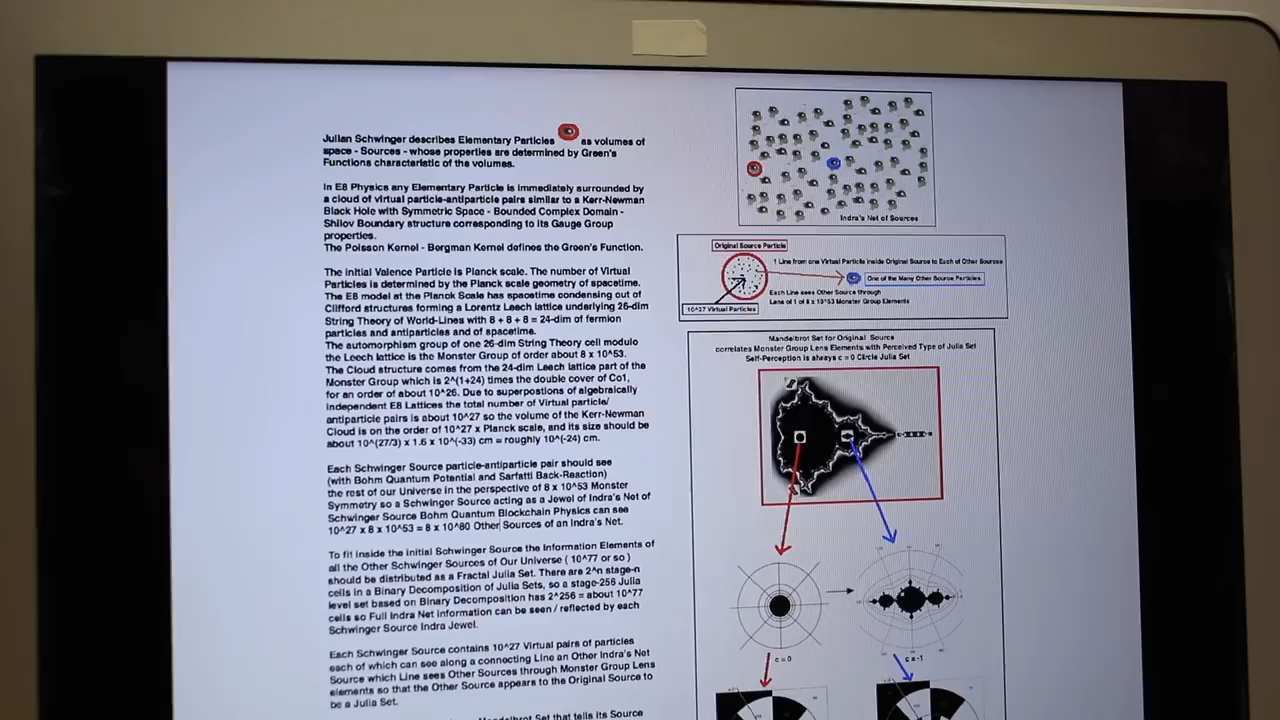 Julian Schwinger describes Elementary Particles as volumes of
space - Sources - whose properties are determined by Green's
Functions characteristic of the volumes.
In E8 Physics any Elementary Particle is immediately surrounded by
a cloud of virtual particle-antiparticle pairs similar to a Kerr-Newman
Black Hole with Symmetric Space - Bounded Complex Domain -
Shilov Boundary structure corresponding to its Gauge Group
properties.
The Poisson Kernel - Bergman Kernel defines the Green's Function.
The initial Valence Particle is Planck scale. The number of Virtual
Particles is determined by the Planck scale geometry of spacetime.
The E8 model at the Planck Scale has spacetime condensing out of
Clifford structures forming a Lorentz Leech lattice underlying 26-dim
String Theory of World-Lines with 8 + 8 + 8 = 24-dim of fermion
particles and antiparticles and of spacetime.
The automorphism group of one 26-dim String Theory cell modulo
the Leech lattice is the Monster Group of order about 8 x 10^53.
The Cloud structure comes from the 24-dim Leech lattice part of the
Monster Group which is 2^(1+24) times the double cover of Co1,
for an order of about 10^26. Due to superpostions of algebraically
independent E8 Lattices the total number of Virtual particle/
antiparticle pairs is about 10^27 so the volume of the Kerr-Newman
Cloud is on the order of 10^27 x Planck scale, and its size should be
about 10^(27/3) x 1.6 x 10^(-33) cm = roughly 10^(-24) cm.
Each Schwinger Source particle-antiparticle pair should see
(with Bohm Quantum Potential and Sarfatti Back-Reaction)
the rest of our Universe in the perspective of 8 x 10^53 Monster
Symmetry so a Schwinger Source acting as a Jewel of Indra's Net of
Schwinger Source Bohm Quantum Blockchain Physics can see
10^27 x 8 x 10^53 = 8 x 10^80 Other Sources of an Indra's Net.
To fit inside the initial Schwinger Source the Information Elements of
all the Other Schwinger Sources of Our Universe ( 10^77 or so )
should be distributed as a Fractal Julia Set. There are 2^n stage-n
cells in a Binary Decomposition of Julia Sets, so a stage-256 Julia
level set based on Binary Decomposition has 2^256 = about 10^77
cells so Full Indra Net information can be seen / reflected by each
Schwinger Source Indra Jewel.
Each Schwinger Source contains 10^27 Virtual pairs of particles
each of which can see along a connecting Line an Other Indra's Net
Source which Line sees Other Sources through Monster Group Lens
elements so that the Other Source appears to the Original Source to
be a Julia Set.
Mandelbrot Set that tells its Source
Indra's Net of Sources
Original Source Particle
1 Line from one Virtual Particle inside Original Source to Each of Other Sources
One of the Many Other Source Particles
Each Line sees Other Source through
Lens of 1 of 8 x 10^53 Monster Group Elements
10^27 Virtual Particles
Mandelbrot Set for Original Source
correlates Monster Group Lens Elements with Perceived Type of Julia Set
Self-Perception is always c = 0 Circle Julia Set
c = 0
c = -1